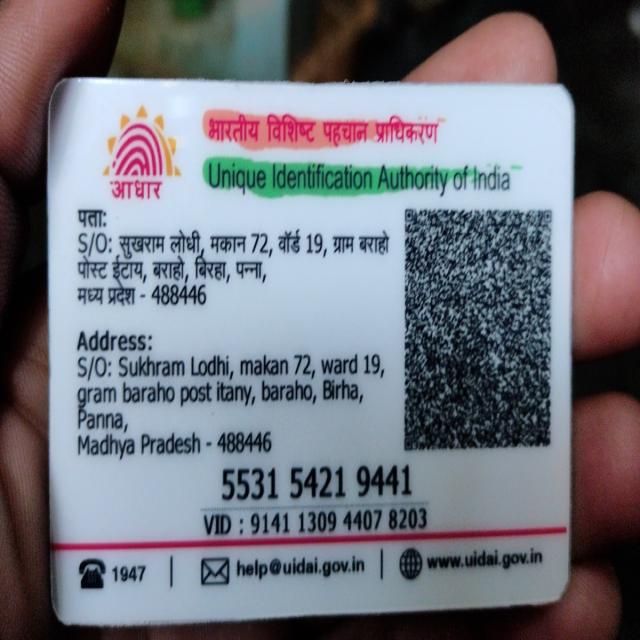 भारतीय विशिष्ट पहचान प्राधिकरण
Unique Identification Authority of India
आधार
पता:
S/O: सुखराम लोधी, मकान 72, वॉर्ड 19, ग्राम बराहो
पोस्ट ईटाय, बराहो, बिरहा, पन्ना,
मध्य प्रदेश - 488446
Address:
S/O: Sukhram Lodhi, makan 72, ward 19,
gram baraho post itany, baraho, Birha,
Panna,
Madhya Pradesh - 488446
5531 5421 9441
VID : 9141 1309 4407 8203
1947 | help@uidai.gov.in | www.uidai.gov.in